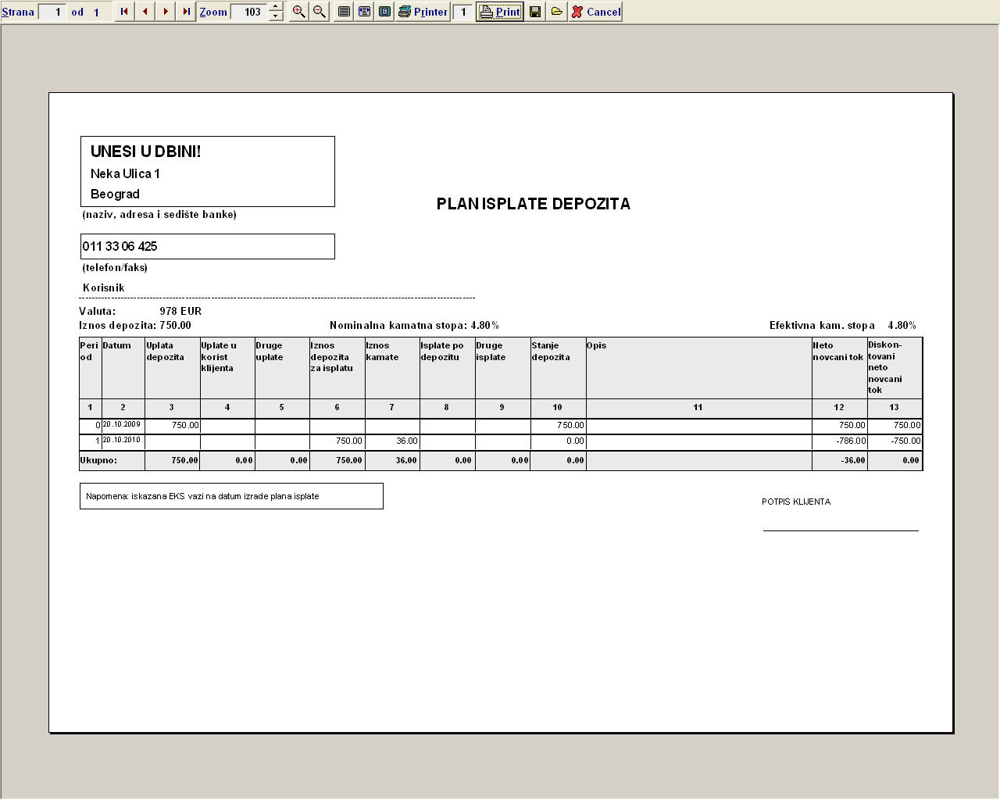 Strana 1 od 1 Zoom 103 Printer 1 Print Cancel
UNESI U DBINI!
Neka Ulica 1
Beograd
(naziv, adresa i sedište banke)
PLAN ISPLATE DEPOZITA
011 33 06 425
(telefon/faks)
Korisnik
Valuta: 978 EUR
Iznos depozita: 750.00 Nominalna kamatna stopa: 4.80% Efektivna kam. stopa 4.80%
Peri Datum Uplata Uplate u Druge Iznos Iznos Isplate po Druge Stanje Opis Neto Diskon-
od depozita korist uplate depozita kamate depozitu isplate depozita novcani tok tovani
klijenta za isplatu neto
novcani
tok
1 2 3 4 5 6 7 8 9 10 11 12 13
0 20.10.2009 750.00 750.00 750.00 750.00
1 20.10.2010 750.00 36.00 0.00 -786.00 -750.00
Ukupno: 750.00 0.00 0.00 750.00 36.00 0.00 0.00 0.00 -36.00 0.00
Napomena: iskazana EKS vazi na datum izrade plana isplate
POTPIS KLIJENTA